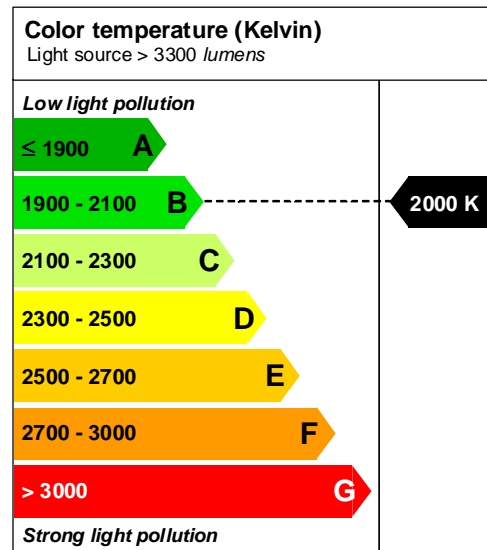 Color temperature (Kelvin)
Light source > 3300 lumens
Low light pollution
≤ 1900 A
1900 - 2100 B 2000 K
2100 - 2300 C
2300 - 2500 D
2500 - 2700 E
2700 - 3000 F
> 3000 G
Strong light pollution